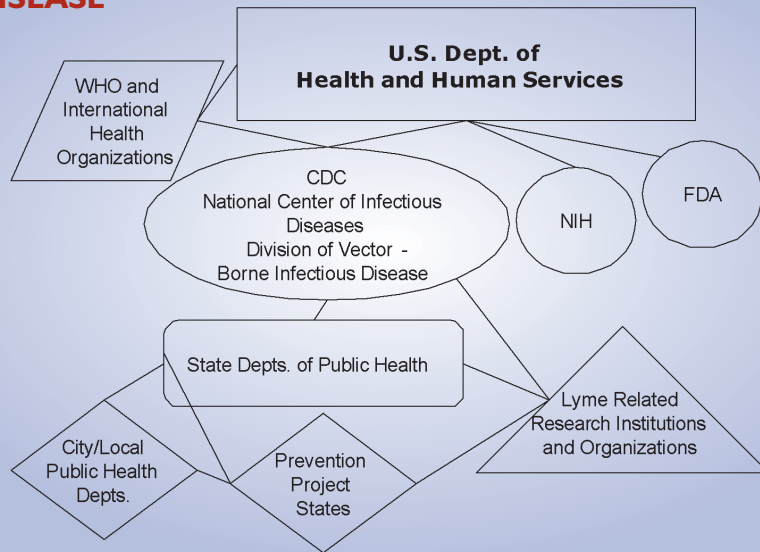 U.S. Dept. of
Health and Human Services
WHO and
International
Health
Organizations
CDC
National Center of Infectious
Diseases
Division of Vector -
Borne Infectious Disease
NIH
FDA
State Depts. of Public Health
Lyme Related
Research Institutions
and Organizations
City/Local
Public Health
Depts.
Prevention
Project
States